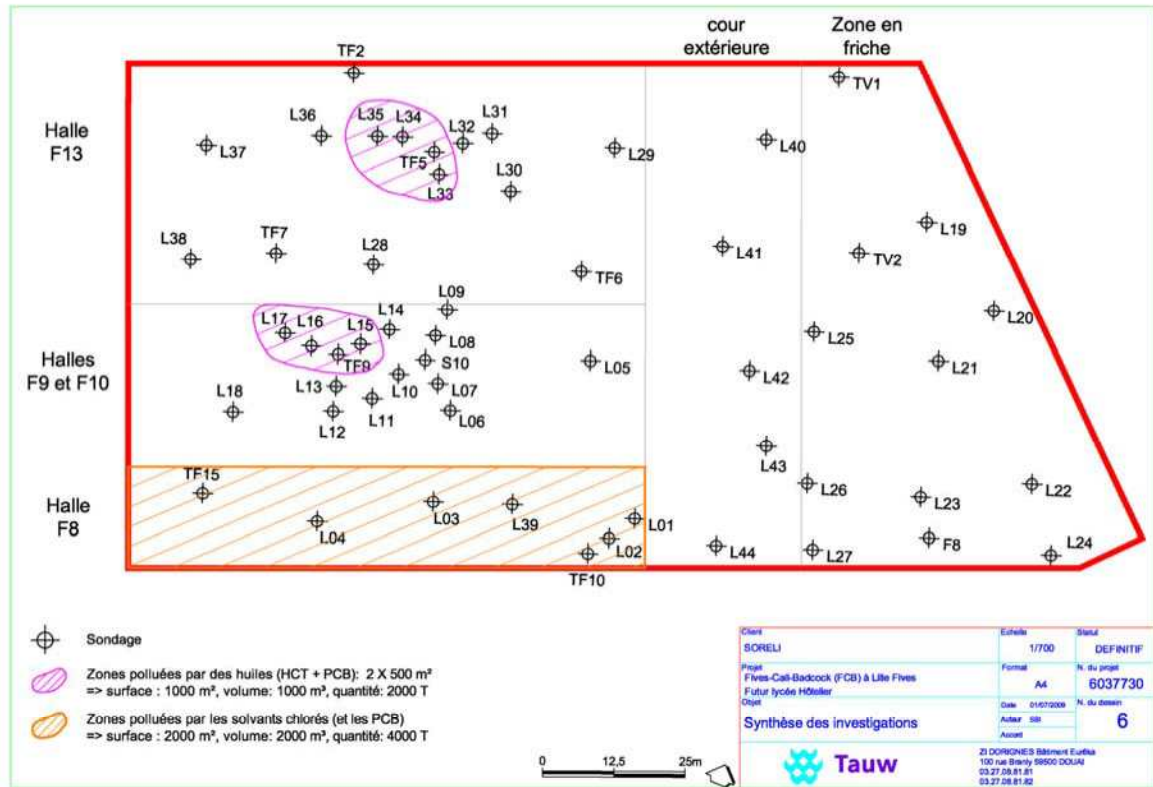 cour
extérieure
Zone en
friche
TF2
TV1
Halle
F13
L36
L35
L34
L31
L32
L37
TF5
L29
L40
L33
L30
L19
L38
TF7
L28
L41
TV2
TF6
L09
L20
L17
L16
L15
L14
L08
L25
Halles
F9 et F10
TF9
S10
L05
L21
L13
L10
L07
L42
L18
L12
L11
L06
L43
TF15
L26
L22
Halle
F8
L03
L39
L23
L04
L01
L02
L44
L27
F8
L24
TF10
Sondage
Zones polluées par des huiles (HCT + PCB): 2 X 500 m²
=> surface : 1000 m², volume: 1000 m³, quantité: 2000 T
Zones polluées par les solvants chlorés (et les PCB)
=> surface : 2000 m², volume: 2000 m³, quantité: 4000 T
0 12,5 25m
Client
SORELI
Echelle
1/700
Statut
DEFINITIF
Projet
Fives-Cail-Badcock (FCB) à Lille Fives
Futur lycée Hôtelier
Format
A4
N. du projet
6037730
Objet
Synthèse des investigations
Date 01/07/2009
Auteur SBI
Accord
N. du dessin
6
Tauw
ZI DORIGNIES Bâtiment Eurêka
100 rue Branly 59500 DOUAI
03.27.08.81.81
03.27.08.81.82